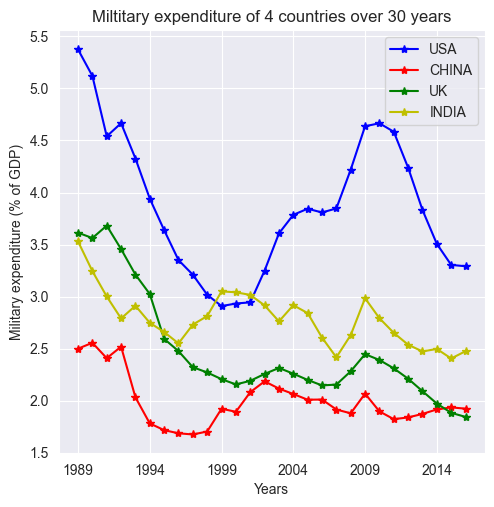 Miltitary expenditure of 4 countries over 30 years
USA
CHINA
UK
INDIA
Military expenditure (% of GDP)
5.5
5.0
4.5
4.0
3.5
3.0
2.5
2.0
1.5
1989 1994 1999 2004 2009 2014
Years